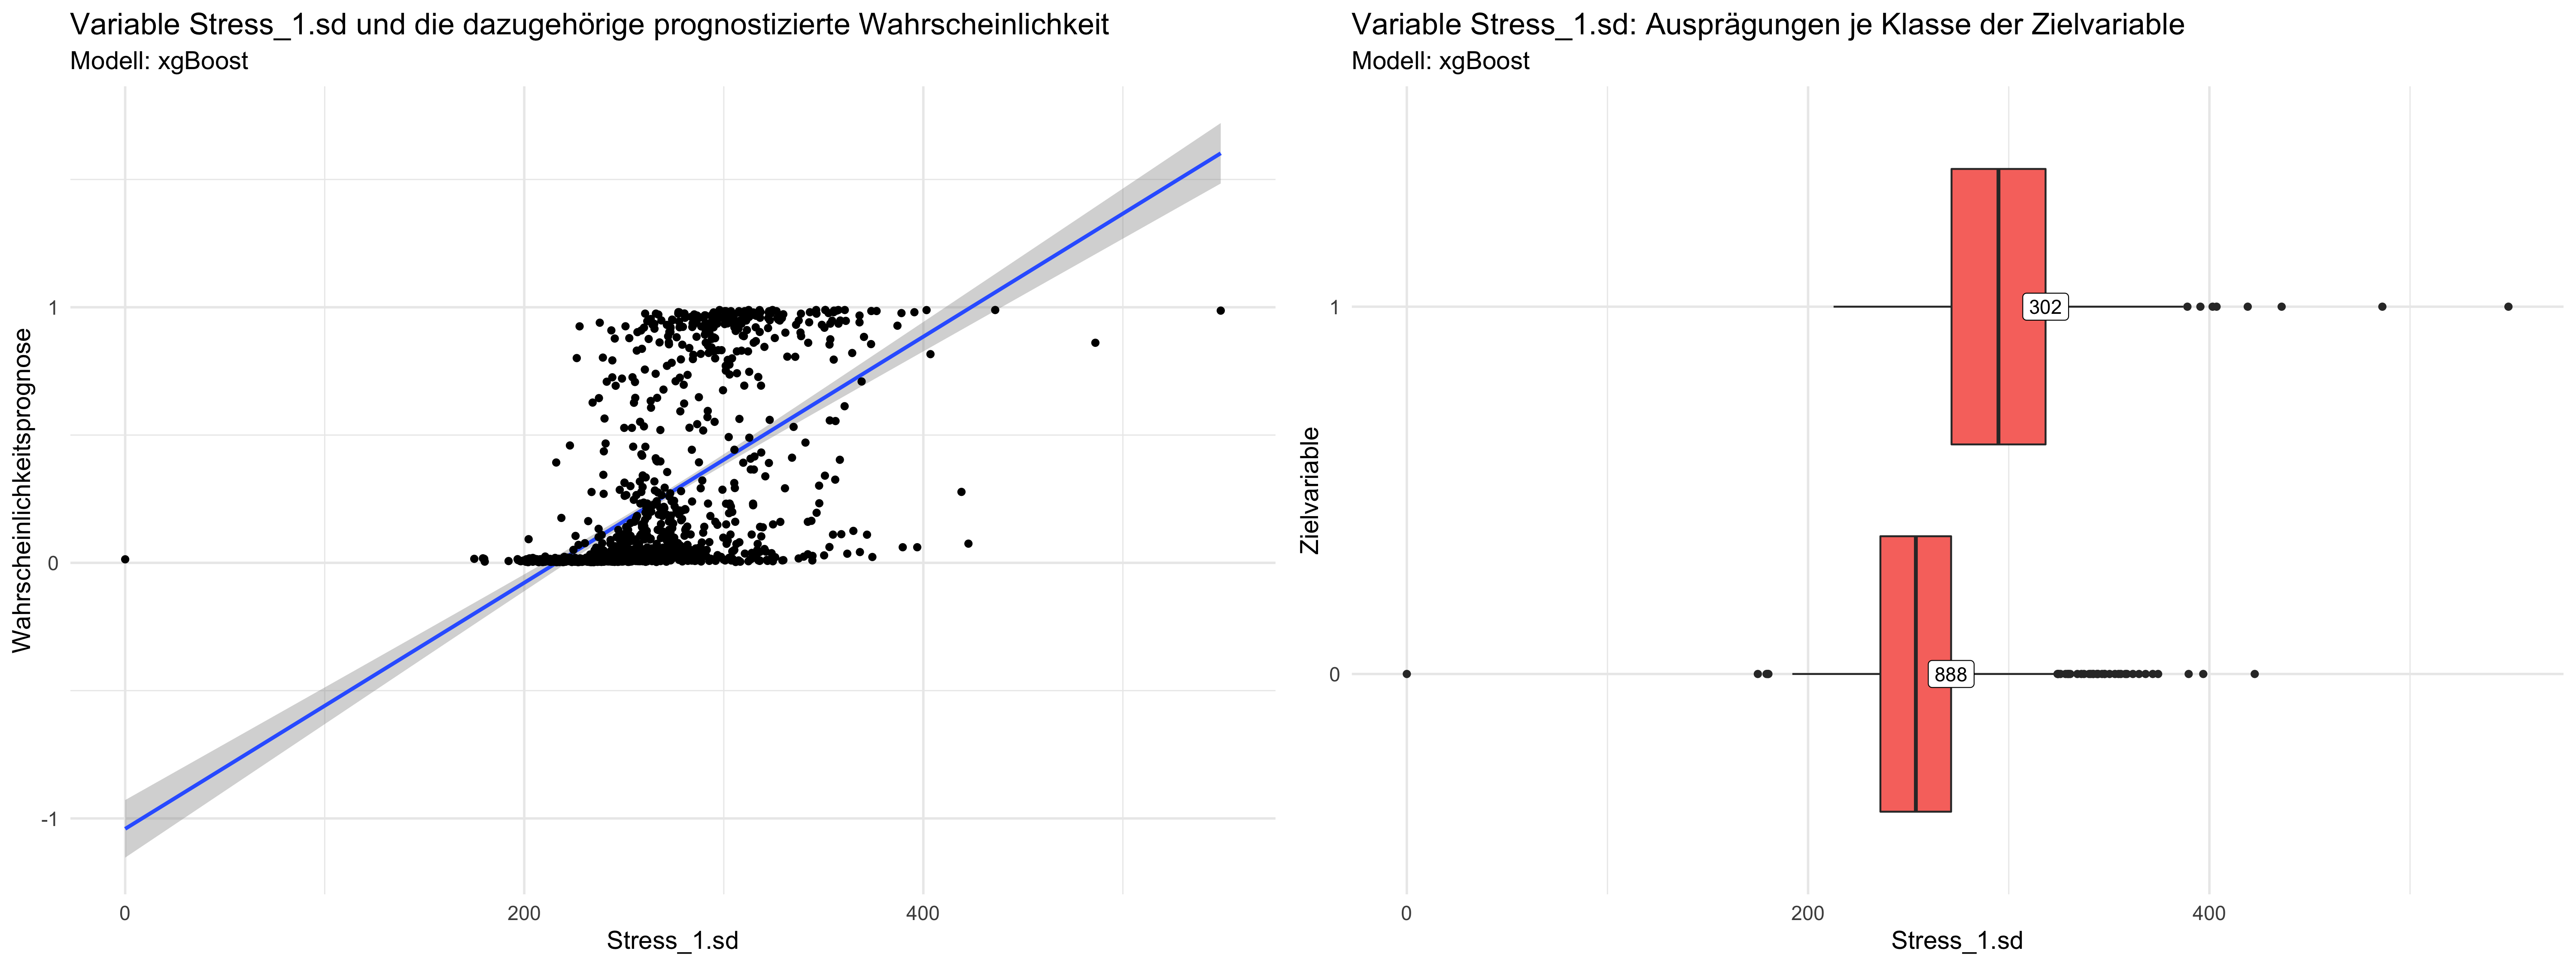 Variable Stress_1.sd und die dazugehörige prognostizierte Wahrscheinlichkeit
Modell: xgBoost
Wahrscheinlichkeitsprognose
1
0
-1
0
200
400
Stress_1.sd
Variable Stress_1.sd: Ausprägungen je Klasse der Zielvariable
Modell: xgBoost
Zielvariable
1
302
0
888
0
200
400
Stress_1.sd